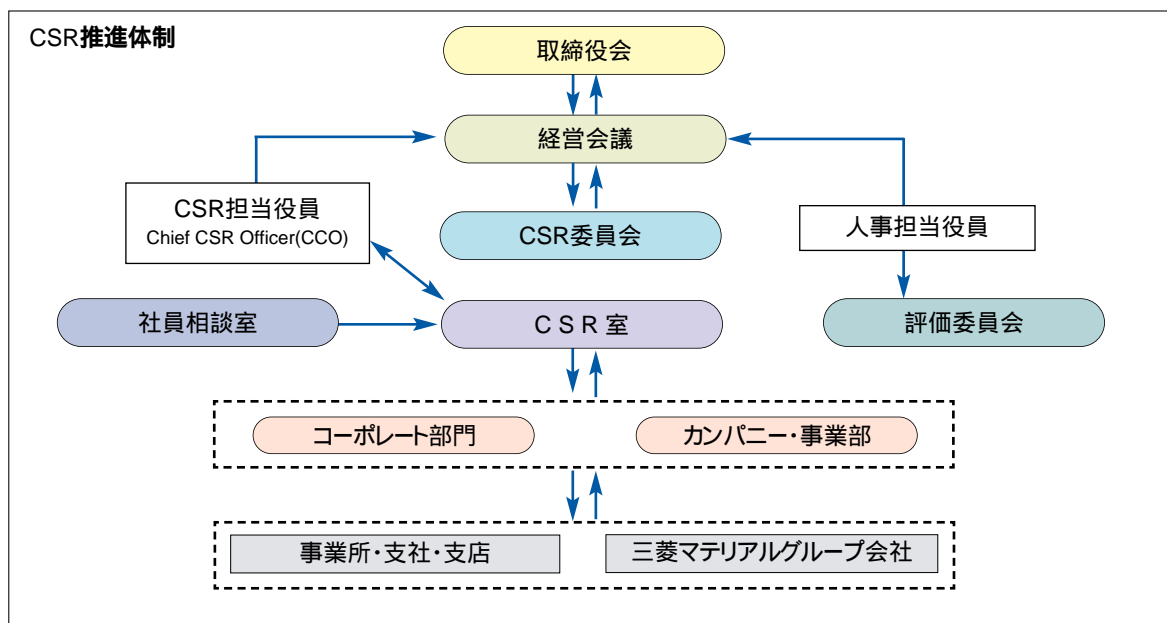 CSR推進体制
取締役会
経営会議
CSR担当役員
Chief CSR Officer(CCO)
CSR委員会
人事担当役員
社員相談室
ＣＳＲ室
評価委員会
コーポレート部門
カンパニー・事業部
事業所・支社・支店
三菱マテリアルグループ会社